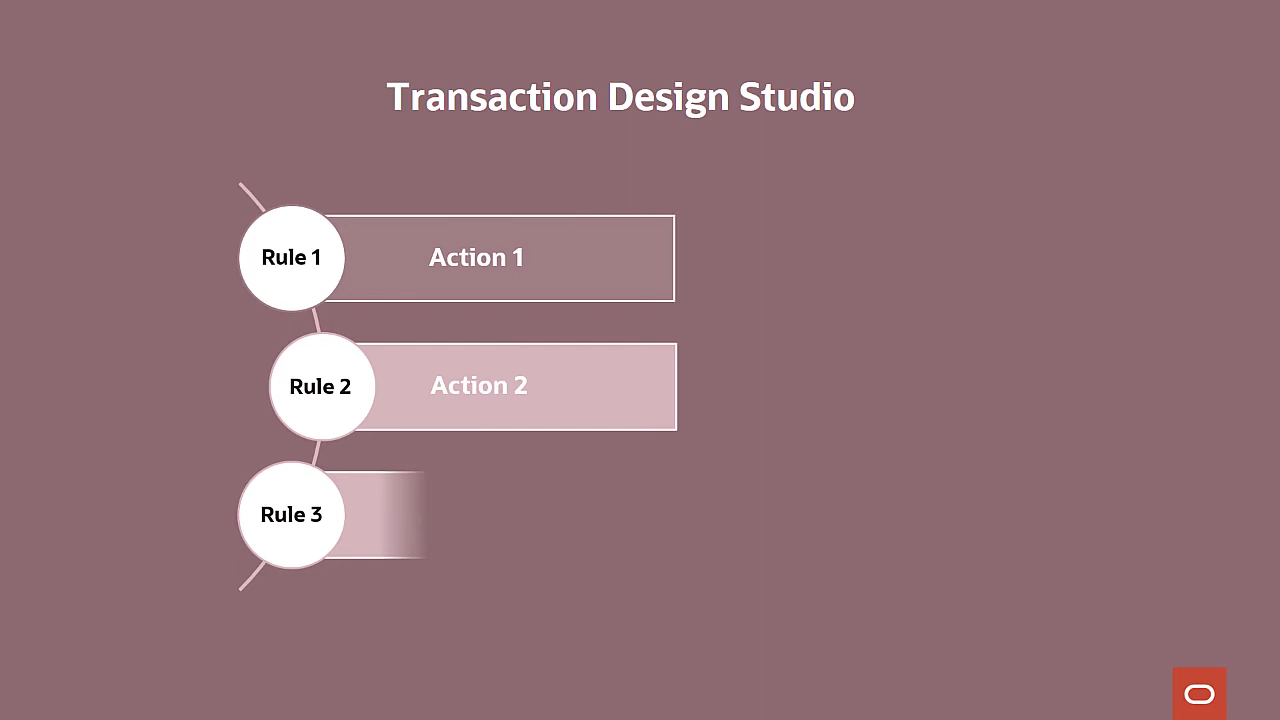 Transaction Design Studio
Rule 1
Action 1
Rule 2
Action 2
Rule 3